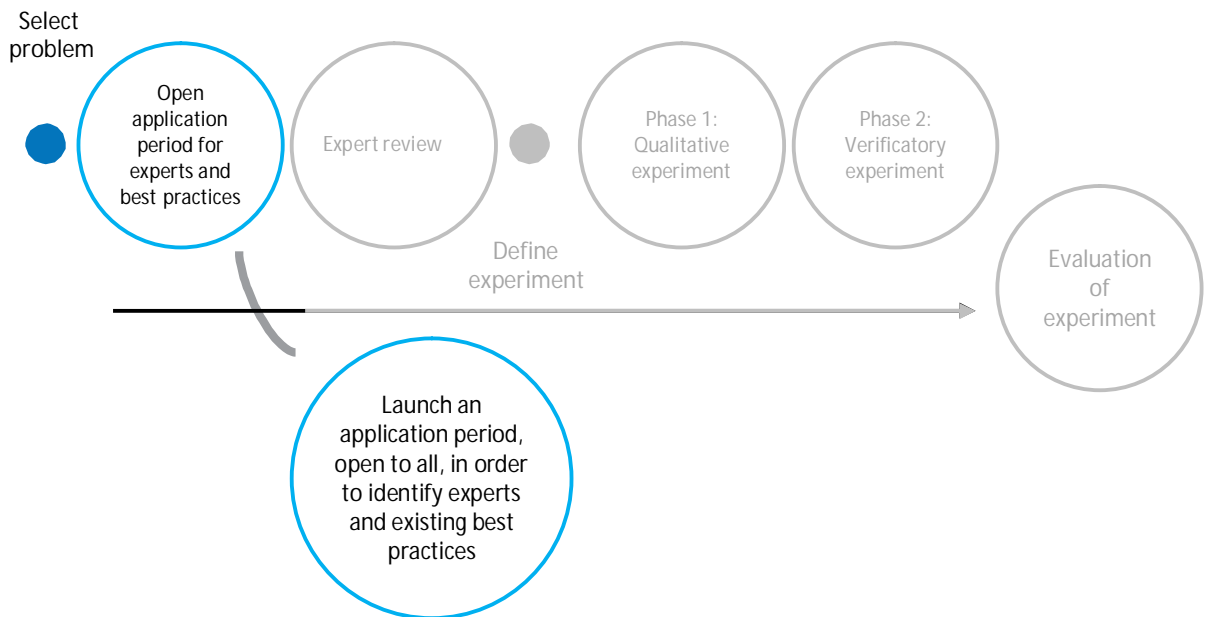 Select
problem
Open
application
period for
experts and
best practices
Expert review
Define
experiment
Phase 1:
Qualitative
experiment
Phase 2:
Verificatory
experiment
Evaluation
of
experiment
Launch an
application period,
open to all, in order
to identify experts
and existing best
practices